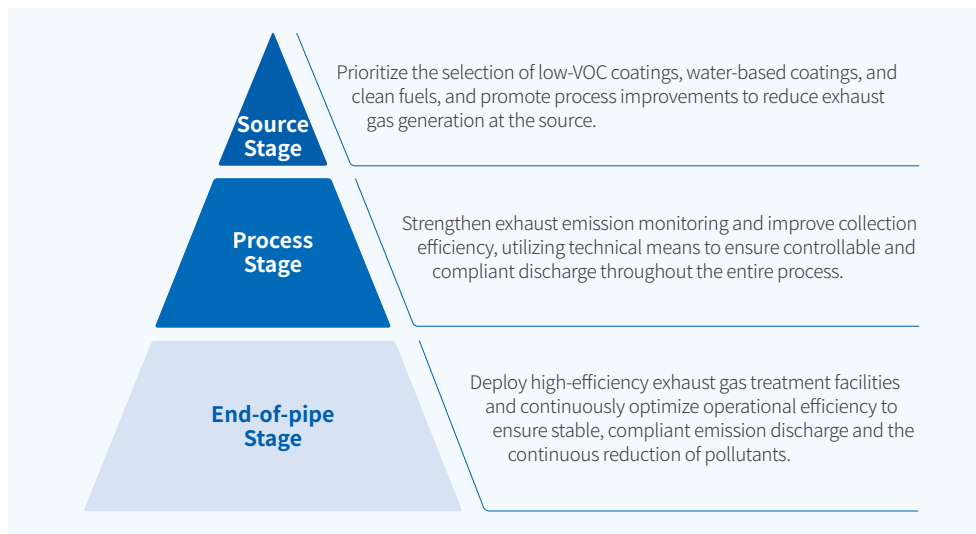 Source
Stage
Prioritize the selection of low-VOC coatings, water-based coatings, and
clean fuels, and promote process improvements to reduce exhaust
gas generation at the source.
Process
Stage
Strengthen exhaust emission monitoring and improve collection
efficiency, utilizing technical means to ensure controllable and
compliant discharge throughout the entire process.
End-of-pipe
Stage
Deploy high-efficiency exhaust gas treatment facilities
and continuously optimize operational efficiency to
ensure stable, compliant emission discharge and the
continuous reduction of pollutants.